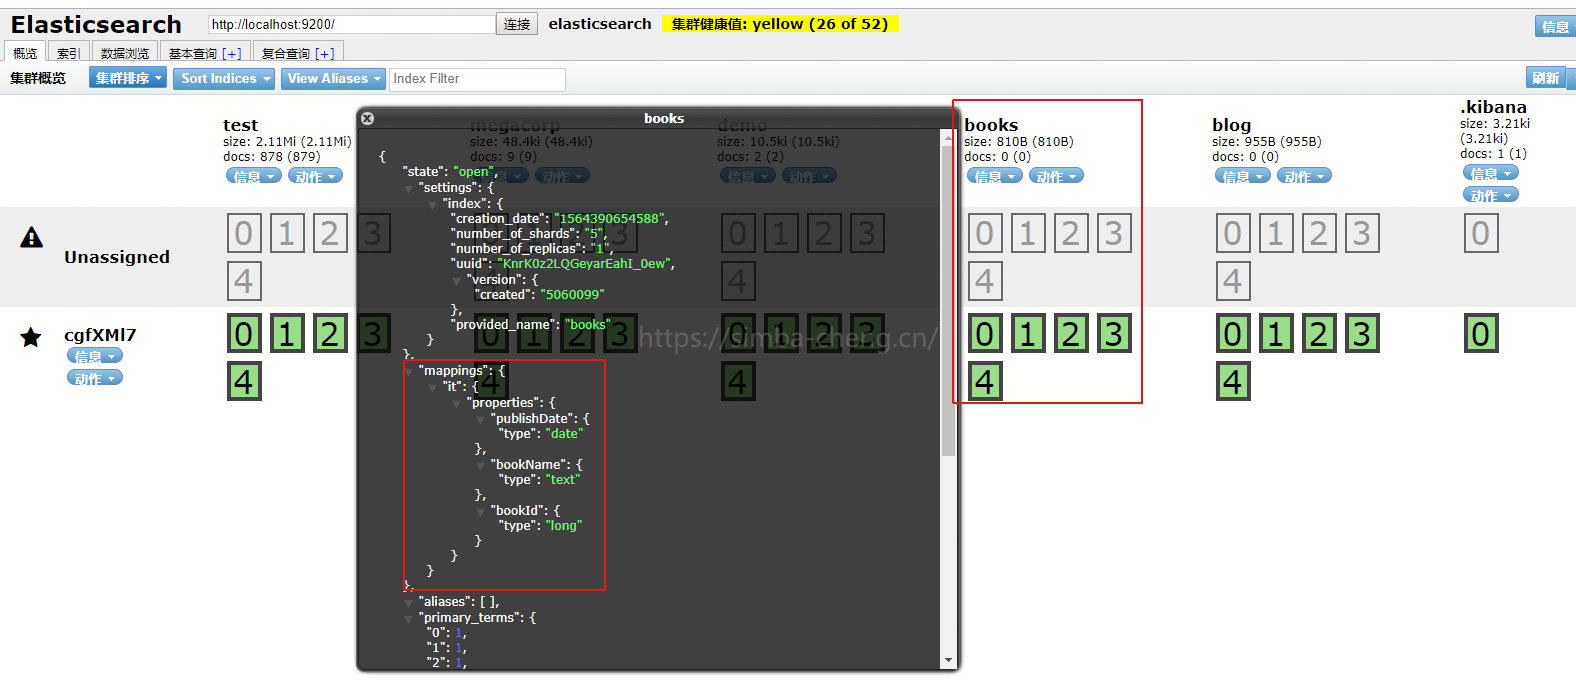 Elasticsearch
http://localhost:9200/
连接
elasticsearch
集群健康值: yellow (26 of 52)
信息
概览
索引
数据浏览
基本查询 [+]
复合查询 [+]
集群概览
集群排序
Sort Indices
View Aliases
Index Filter
刷新
test
size: 2.11Mi (2.11Mi)
docs: 878 (879)
信息
动作
megacorp
size: 48.4ki (48.4ki)
docs: 9 (9)
信息
动作
demo
size: 10.5ki (10.5ki)
docs: 2 (2)
信息
动作
books
size: 810B (810B)
docs: 0 (0)
信息
动作
blog
size: 955B (955B)
docs: 0 (0)
信息
动作
.kibana
size: 3.21ki
(3.21ki)
docs: 1 (1)
信息
动作
Unassigned
0 1 2 3
4
0 1 2 3
4
0 1 2 3
4
0 1 2 3
4
0 1 2 3
4
0
cgfXMl7
信息
动作
0 1 2 3
4
0 1 2 3
4
0 1 2 3
4
0 1 2 3
4
0 1 2 3
4
0
books
{
"state": "open",
"settings": {
"index": {
"creation_date": "1564390654588",
"number_of_shards": "5",
"number_of_replicas": "1",
"uuid": "KnrK0z2LQGeyarEahI_0ew",
"version": {
"created": "5060099"
},
"provided_name": "books"
}
},
"mappings": {
"it": {
"properties": {
"publishDate": {
"type": "date"
},
"bookName": {
"type": "text"
},
"bookId": {
"type": "long"
}
}
}
},
"aliases": [ ],
"primary_terms": {
"0": 1,
"1": 1,
"2": 1,